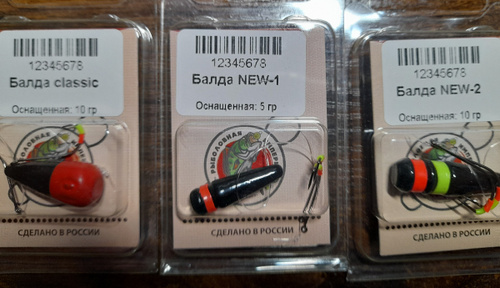 12345678
Балда classic
Оснащенная: 10 гр
СДЕЛАНО В РОССИИ
12345678
Балда NEW-1
Оснащенная: 5 гр
РЫБОЛОВНАЯ
СДЕЛАНО В РОССИИ
12345678
Балда NEW-2
Оснащенная: 10 гр
СДЕЛАНО В РОССИИ